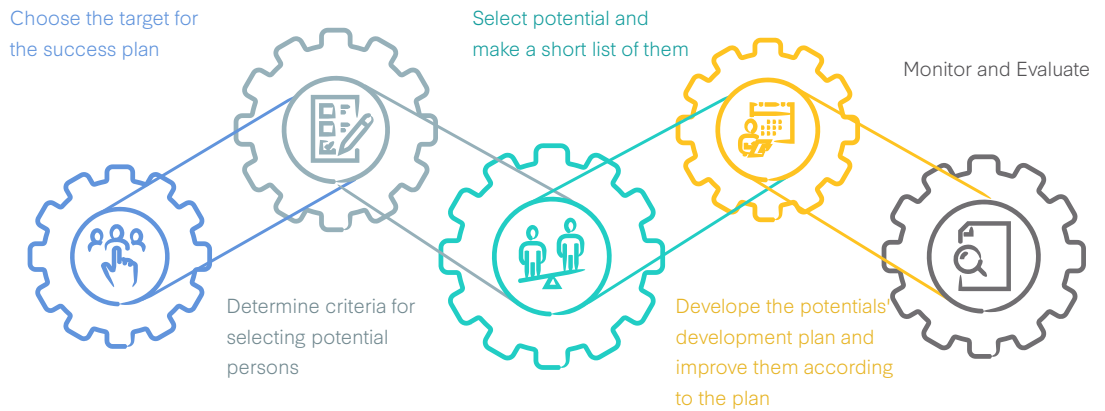 Choose the target for
the success plan
Determine criteria for
selecting potential
persons
Select potential and
make a short list of them
Develope the potentials'
development plan and
improve them according
to the plan
Monitor and Evaluate